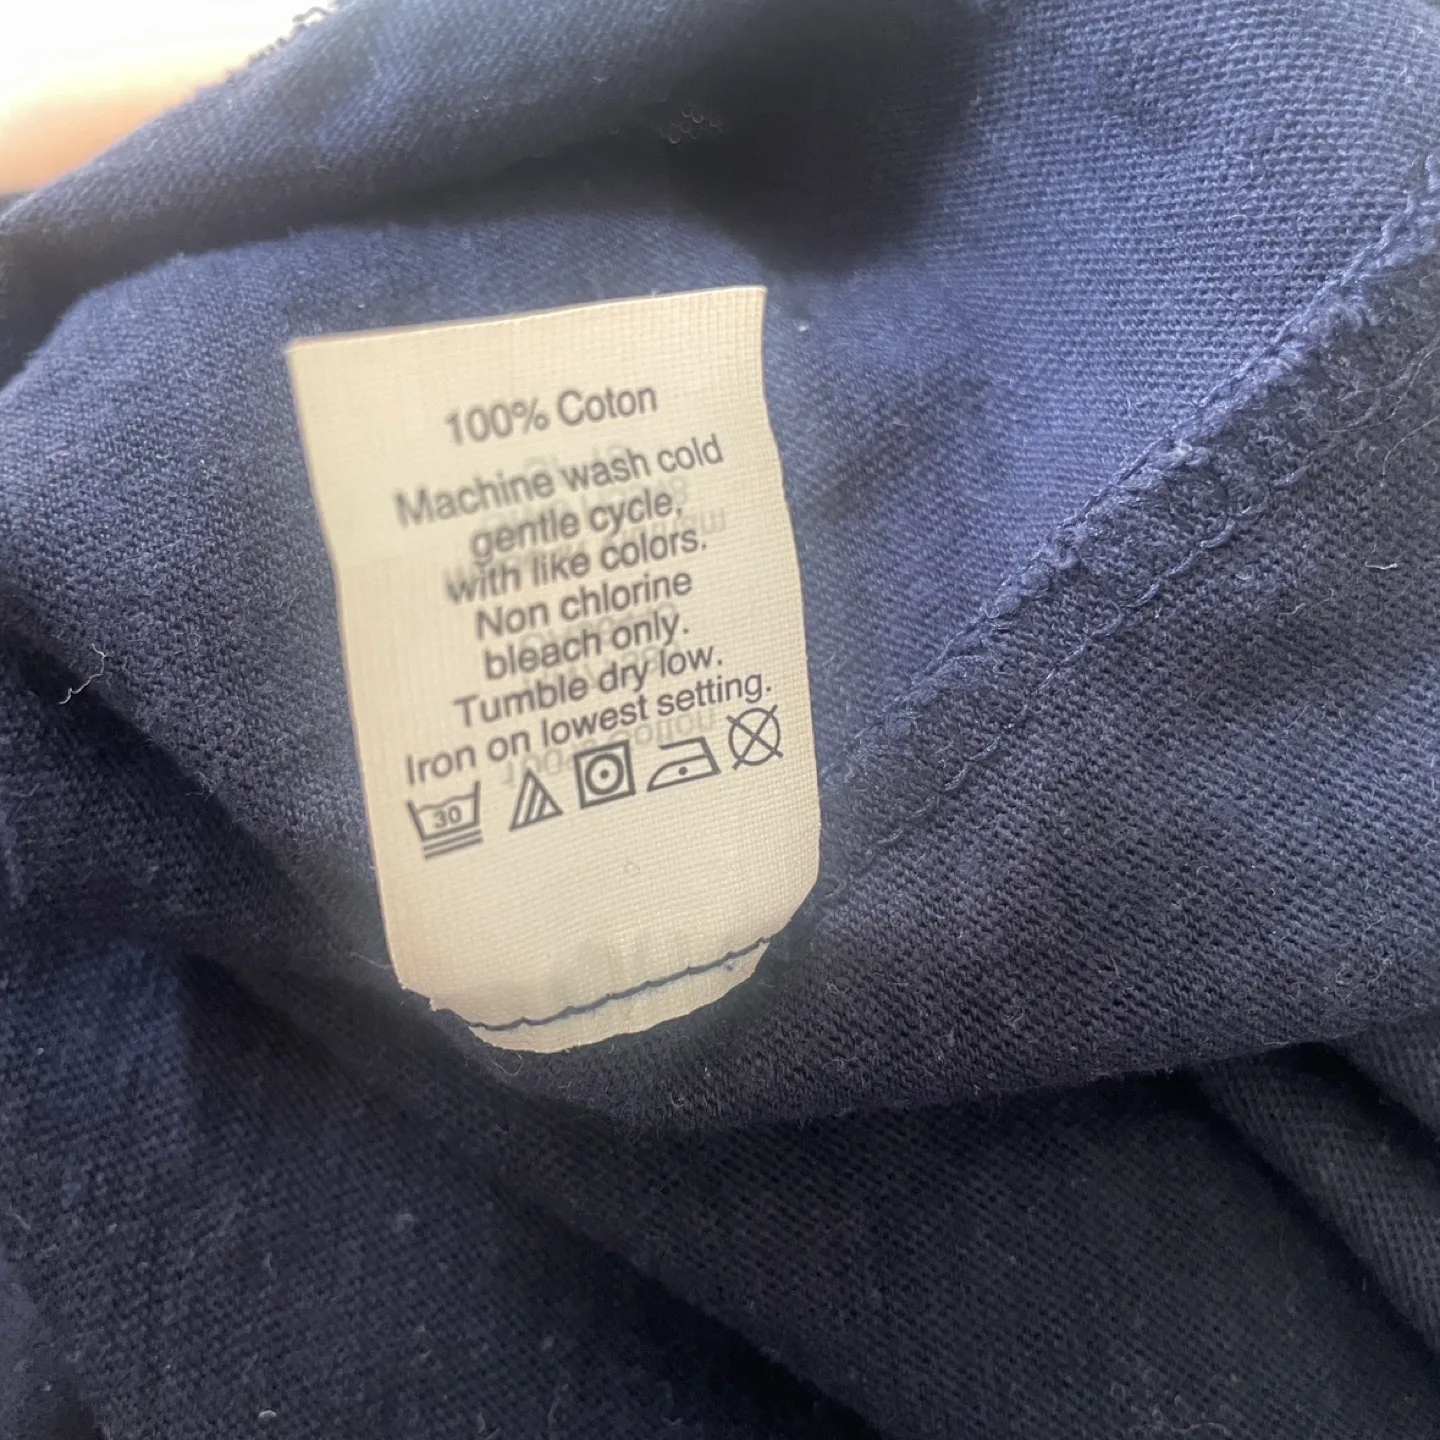 100% Coton
Machine wash cold
gentle cycle,
with like colors.
Non chlorine
bleach only.
Tumble dry low.
Iron on lowest setting.
30